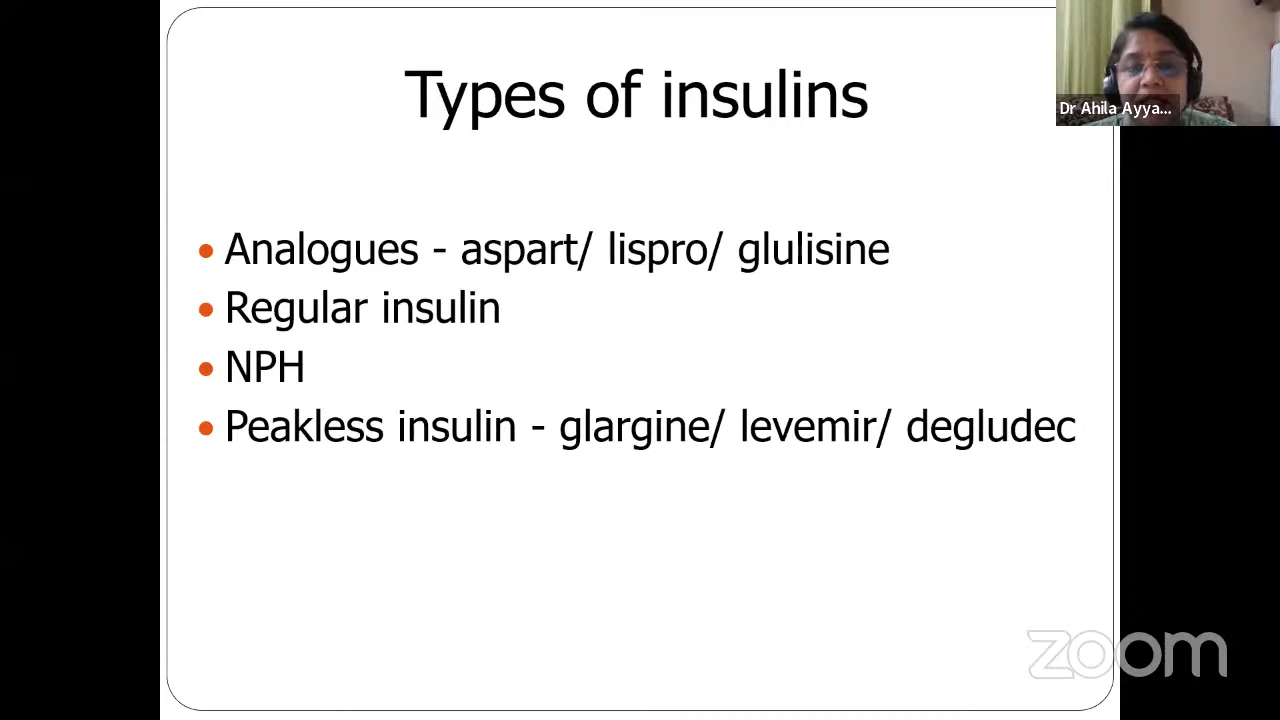 Types of insulins
Dr Ahila Ayya...
• Analogues - aspart/ lispro/ glulisine
• Regular insulin
• NPH
• Peakless insulin - glargine/ levemir/ degludec
zoom